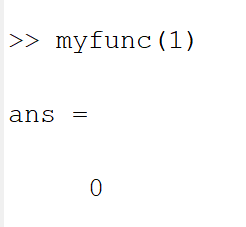 >> myfunc(1)
ans =
0